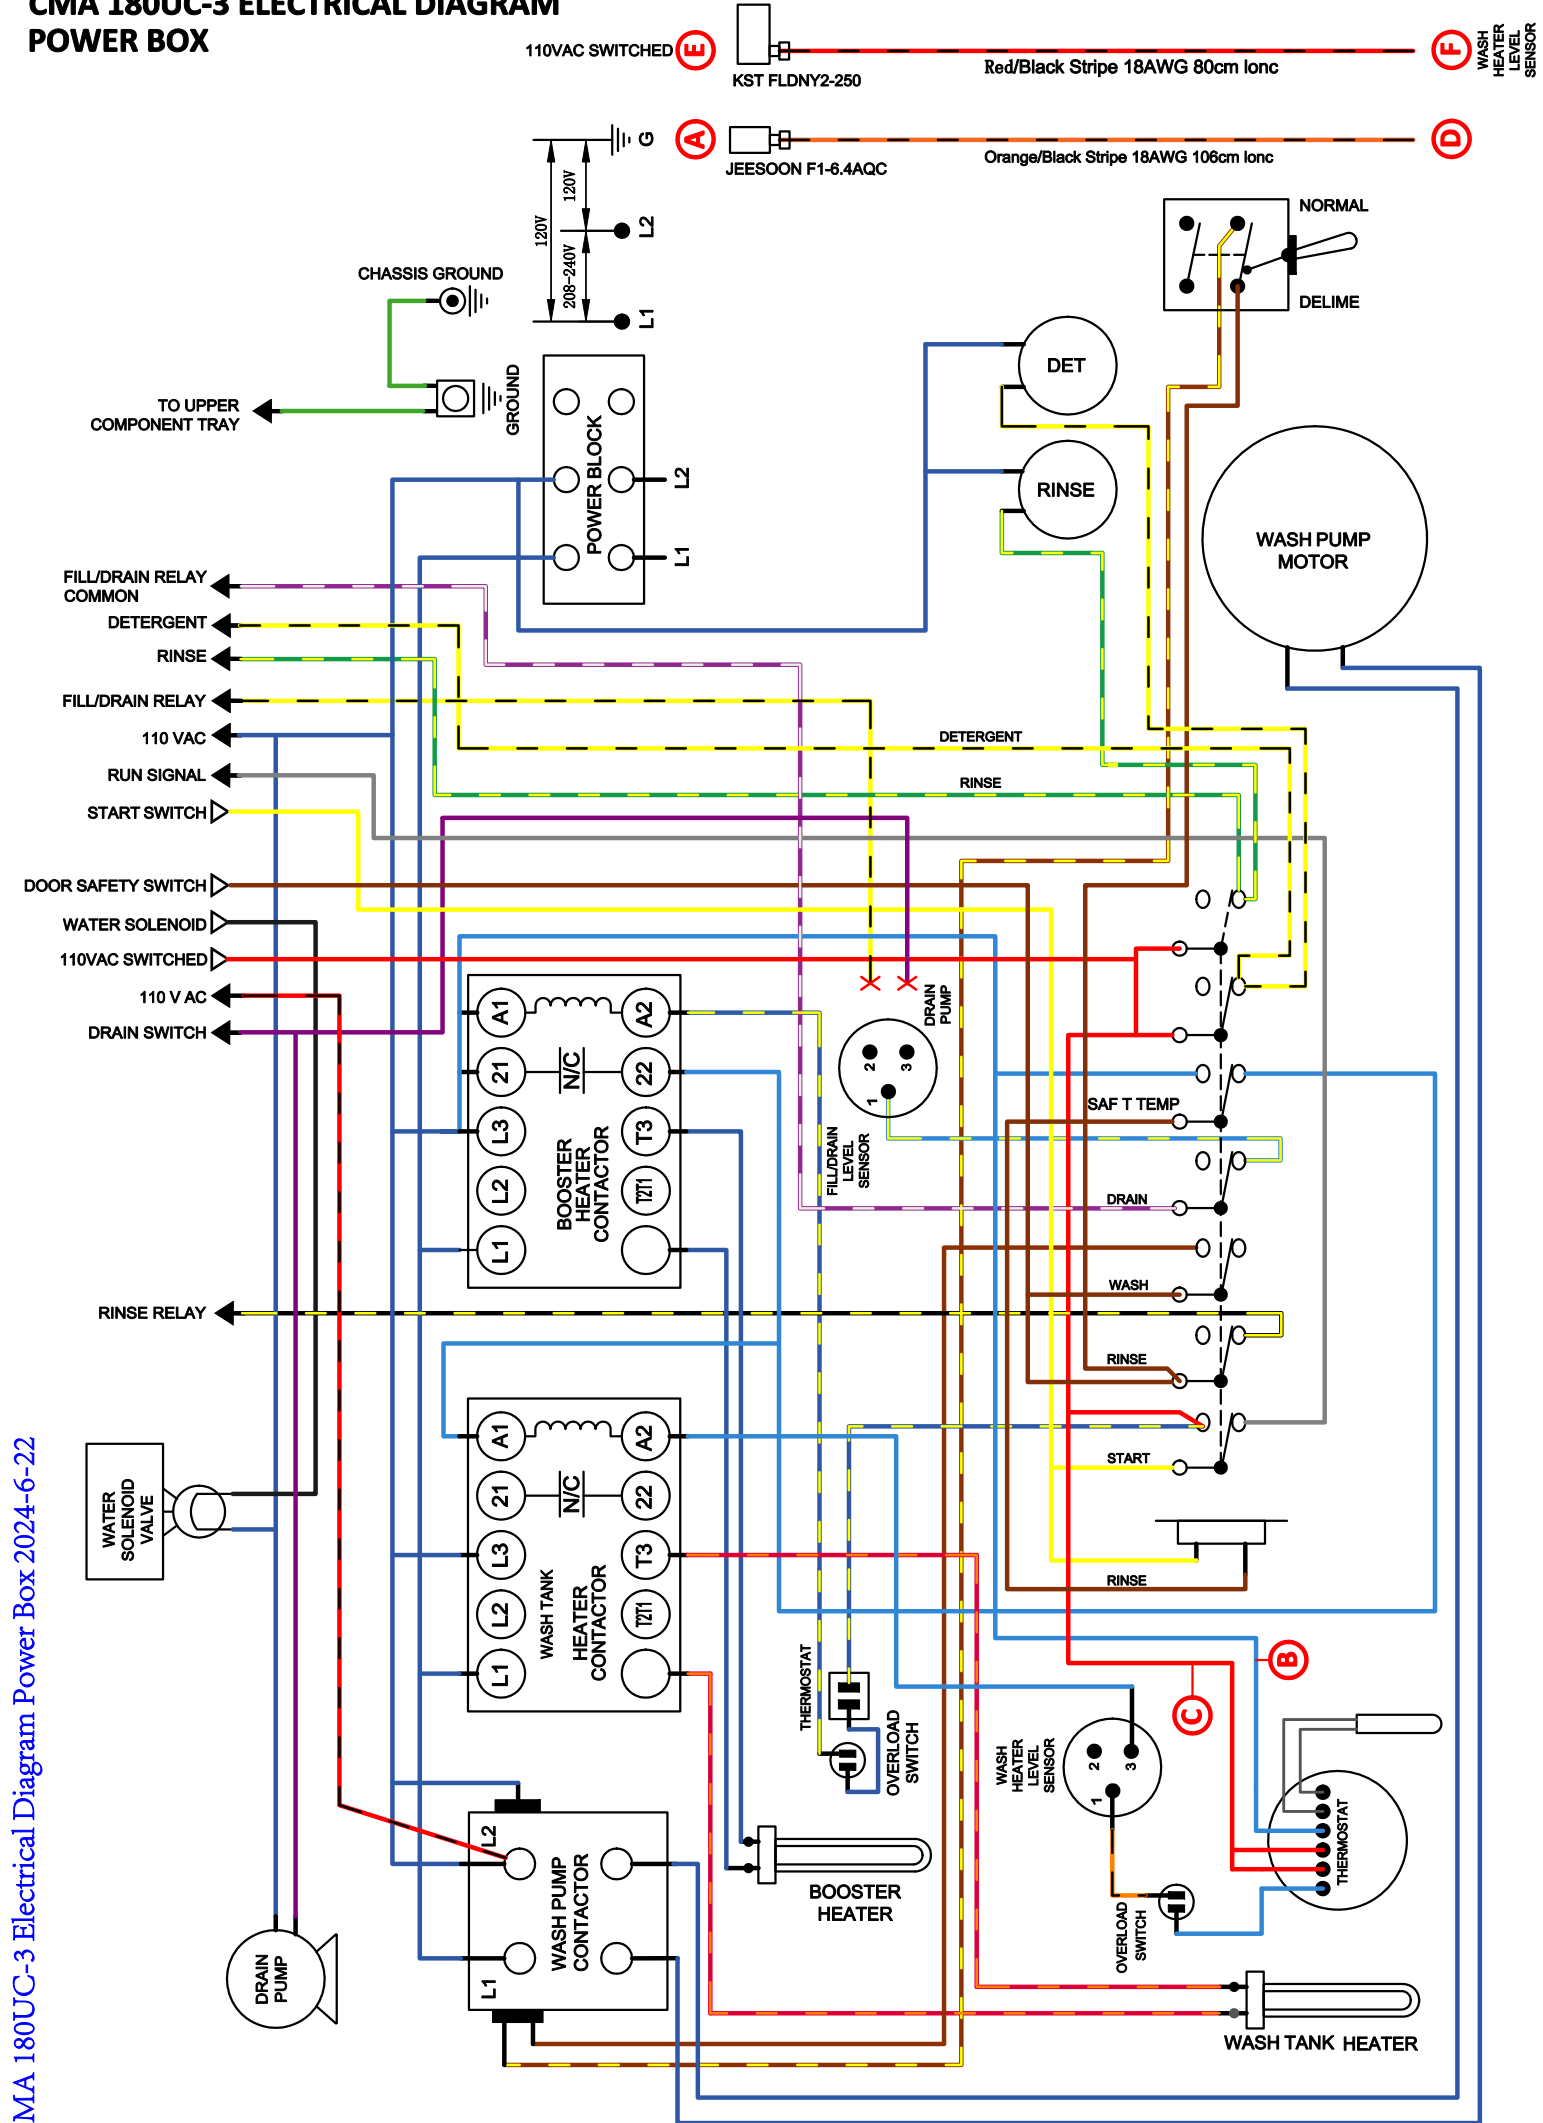 CMA 180UC-3 ELECTRICAL DIAGRAM
POWER BOX
110VAC SWITCHED
E
KST FLDNY2-250
Red/Black Stripe 18AWG 80cm lonc
F
WASH
HEATER
LEVEL
SENSOR
A
JEESOON F1-6.4AQC
Orange/Black Stripe 18AWG 106cm lonc
D
G
120V
120V
L2
208-240V
L1
NORMAL
DELIME
CHASSIS GROUND
GROUND
TO UPPER
COMPONENT TRAY
POWER BLOCK
L2
L1
DET
RINSE
WASH PUMP
MOTOR
FILL/DRAIN RELAY
COMMON
DETERGENT
RINSE
FILL/DRAIN RELAY
110 VAC
RUN SIGNAL
START SWITCH
DOOR SAFETY SWITCH
WATER SOLENOID
110VAC SWITCHED
110 V AC
DRAIN SWITCH
RINSE RELAY
DETERGENT
RINSE
A1
A2
21
N/C
22
L3
T3
L2
T2T1
L1
BOOSTER
HEATER
CONTACTOR
DRAIN
PUMP
2
3
1
FILL/DRAIN
LEVEL
SENSOR
SAF T TEMP
DRAIN
WASH
RINSE
START
RINSE
A1
A2
21
N/C
22
L3
T3
L2
T2T1
L1
WASH TANK
HEATER
CONTACTOR
WATER
SOLENOID
VALVE
THERMOSTAT
OVERLOAD
SWITCH
WASH
HEATER
LEVEL
SENSOR
2
3
1
B
C
THERMOSTAT
OVERLOAD
SWITCH
L2
L1
WASH PUMP
CONTACTOR
BOOSTER
HEATER
DRAIN
PUMP
WASH TANK HEATER
MA 180UC-3 Electrical Diagram Power Box 2024-6-22